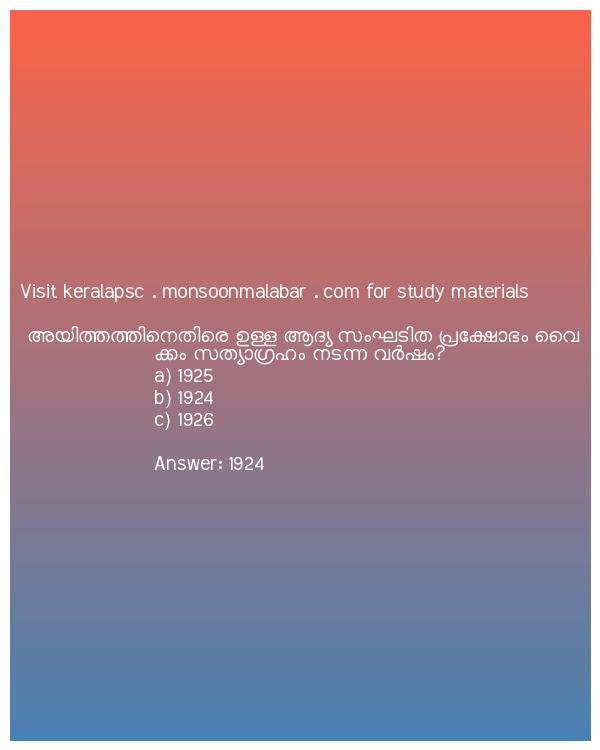 Visit keralapsc . monsoonmalabar . com for study materials
അയിത്തത്തിനെതിരെ ഉള്ള ആദ്യ സംഘടിത പ്രക്ഷോഭം വൈ
ക്കം സത്യാഗ്രഹം നടന്ന വർഷം?
a) 1925
b) 1924
c) 1926
Answer: 1924